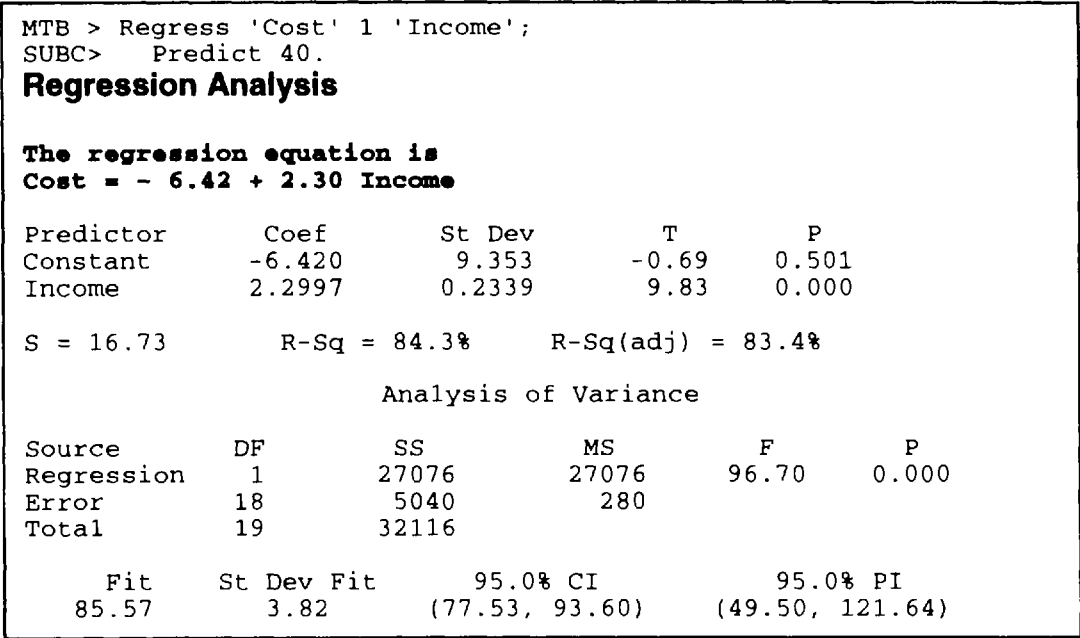 MTB > Regress 'Cost' 1 'Income';
SUBC> Predict 40.
Regression Analysis
The regression equation is
Cost = - 6.42 + 2.30 Income
Predictor Coef St Dev T P
Constant -6.420 9.353 -0.69 0.501
Income 2.2997 0.2339 9.83 0.000
S = 16.73 R-Sq = 84.3% R-Sq(adj) = 83.4%
Analysis of Variance
Source DF SS MS F P
Regression 1 27076 27076 96.70 0.000
Error 18 5040 280
Total 19 32116
Fit St Dev Fit 95.0% CI 95.0% PI
85.57 3.82 (77.53, 93.60) (49.50, 121.64)